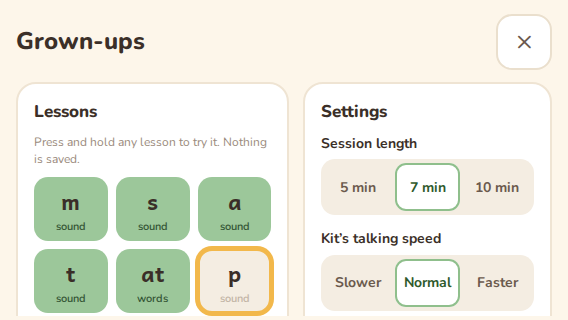 Grown-ups
×
Lessons
Press and hold any lesson to try it. Nothing
is saved.
m
sound
s
sound
a
sound
t
sound
at
words
p
sound
Settings
Session length
5 min
7 min
10 min
Kit's talking speed
Slower
Normal
Faster